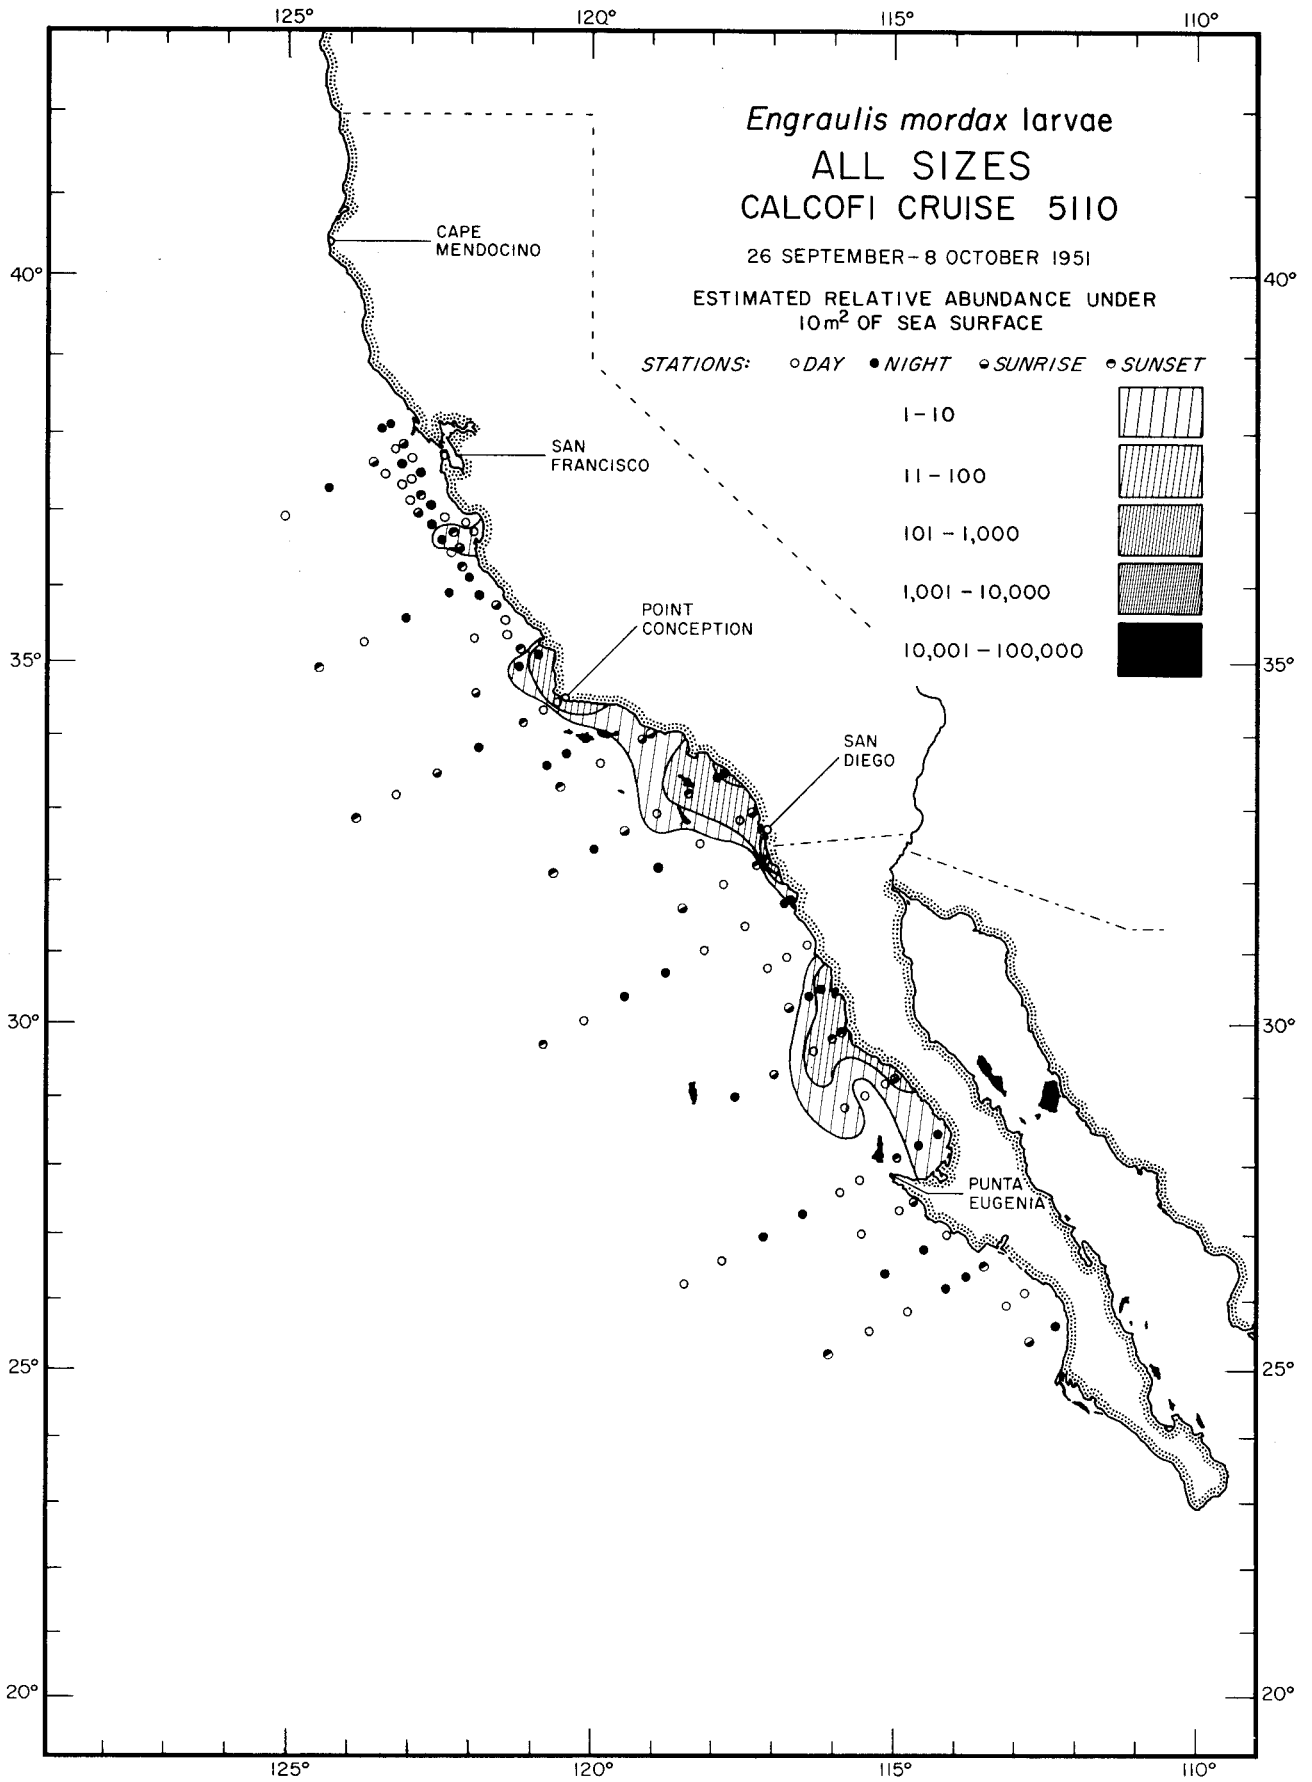 125° 120° 115° 110°
Engraulis mordax larvae
ALL SIZES
CALCOFI CRUISE 5110
26 SEPTEMBER – 8 OCTOBER 1951
ESTIMATED RELATIVE ABUNDANCE UNDER
10m² OF SEA SURFACE
STATIONS: ○ DAY ● NIGHT SUNRISE SUNSET
1 – 10
11 – 100
101 – 1,000
1,001 – 10,000
10,001 – 100,000
CAPE
MENDOCINO
40° 40°
SAN
FRANCISCO
POINT
CONCEPTION
35° 35°
SAN
DIEGO
30° 30°
PUNTA
EUGENIA
25° 25°
20° 20°
125° 120° 115° 110°